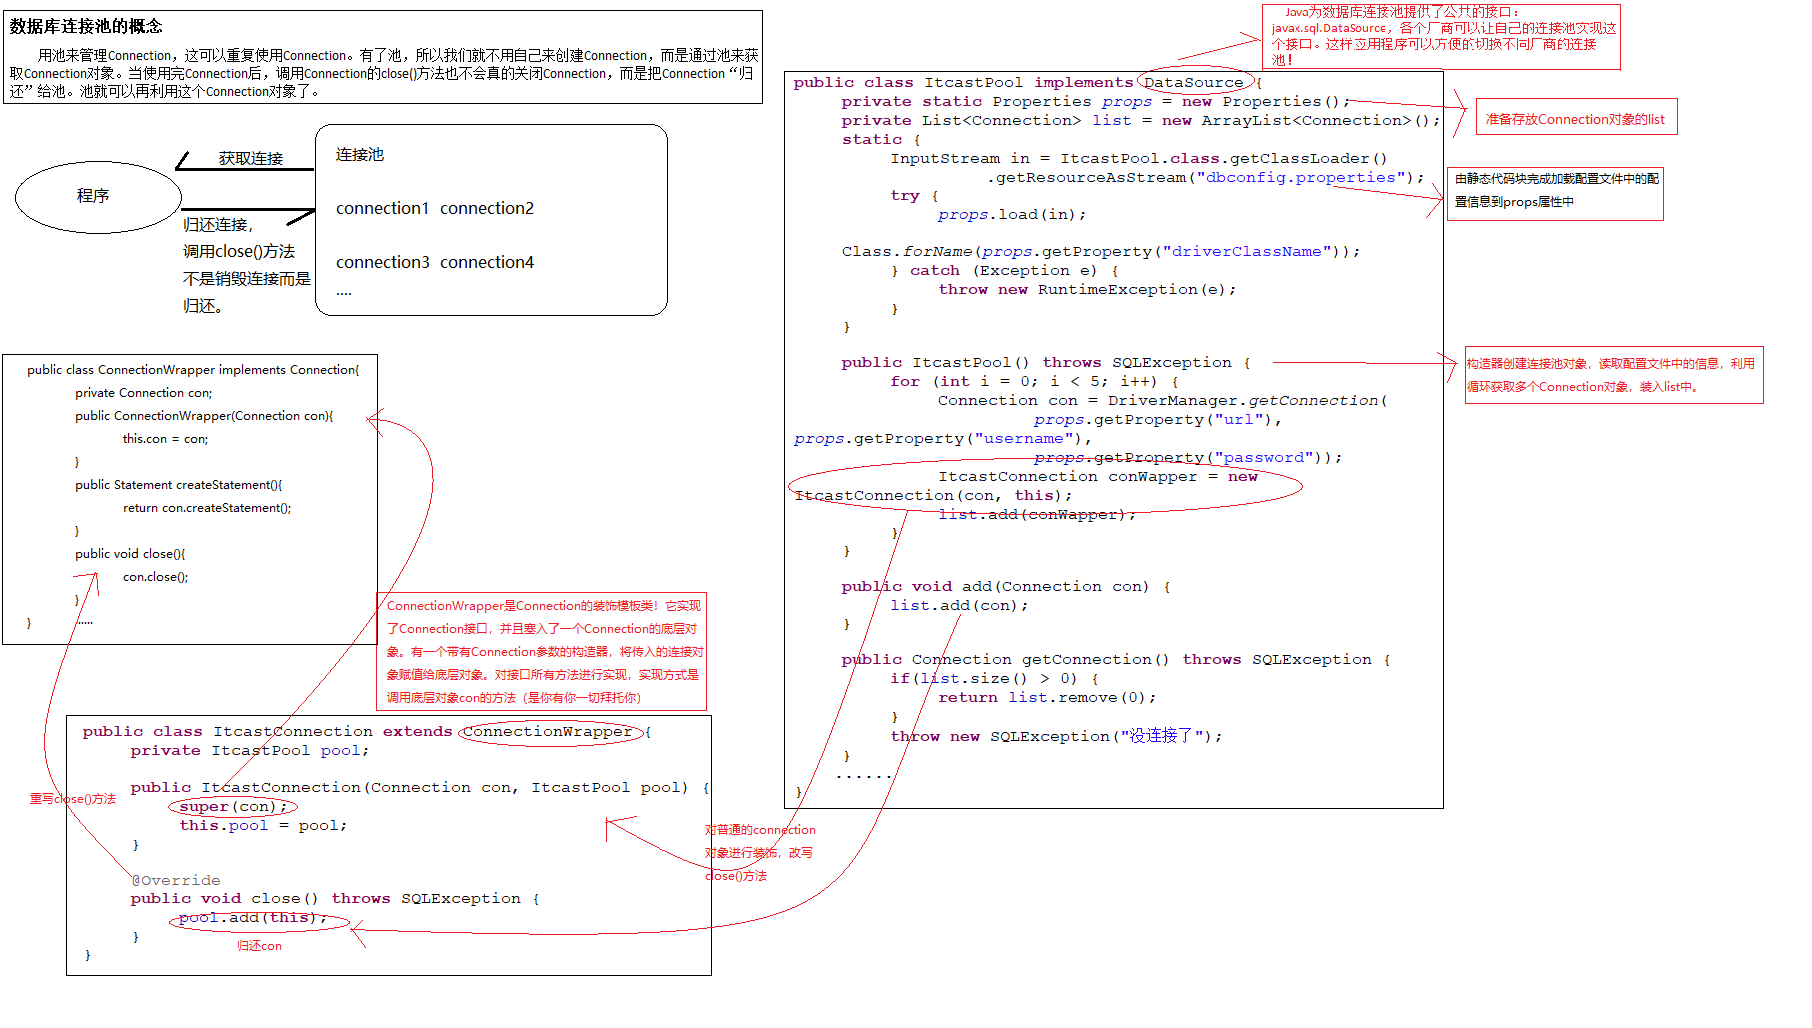 数据库连接池的概念
用池来管理Connection，这可以重复使用Connection。有了池，所以我们就不用自己来创建Connection，而是通过池来获
取Connection对象。当使用完Connection后，调用Connection的close()方法也不会真的关闭Connection，而是把Connection“归
还”给池。池就可以再利用这个Connection对象了。
程序
获取连接
归还连接，
调用close()方法
不是销毁连接而是
归还。
连接池
connection1 connection2
connection3 connection4
....
public class ConnectionWrapper implements Connection{
private Connection con;
public ConnectionWrapper(Connection con){
this.con = con;
}
public Statement createStatement(){
return con.createStatement();
}
public void close(){
con.close();
}
} .....
ConnectionWrapper是Connection的装饰模板类！它实现
了Connection接口，并且塞入了一个Connection的底层对
象。有一个带有Connection参数的构造器，将传入的连接对
象赋值给底层对象。对接口所有方法进行实现，实现方式是
调用底层对象con的方法（是你有你一切拜托你）
public class ItcastConnection extends ConnectionWrapper {
private ItcastPool pool;
public ItcastConnection(Connection con, ItcastPool pool) {
super(con);
this.pool = pool;
}
@Override
public void close() throws SQLException {
pool.add(this);
}
}
重写close()方法
归还con
对普通的connection
对象进行装饰，改写
close()方法
Java为数据库连接池提供了公共的接口：
javax.sql.DataSource，各个厂商可以让自己的连接池实现这
个接口。这样应用程序可以方便的切换不同厂商的连接
池！
public class ItcastPool implements DataSource {
private static Properties props = new Properties();
private List<Connection> list = new ArrayList<Connection>();
static {
InputStream in = ItcastPool.class.getClassLoader()
.getResourceAsStream("dbconfig.properties");
try {
props.load(in);
Class.forName(props.getProperty("driverClassName"));
} catch (Exception e) {
throw new RuntimeException(e);
}
}
public ItcastPool() throws SQLException {
for (int i = 0; i < 5; i++) {
Connection con = DriverManager.getConnection(
props.getProperty("url"),
props.getProperty("username"),
props.getProperty("password"));
ItcastConnection conWapper = new
ItcastConnection(con, this);
list.add(conWapper);
}
}
public void add(Connection con) {
list.add(con);
}
public Connection getConnection() throws SQLException {
if(list.size() > 0) {
return list.remove(0);
}
throw new SQLException("没连接了");
}
......
}
准备存放Connection对象的list
由静态代码块完成加载配置文件中的配
置信息到props属性中
构造器创建连接池对象，读取配置文件中的信息，利用
循环获取多个Connection对象，装入list中。